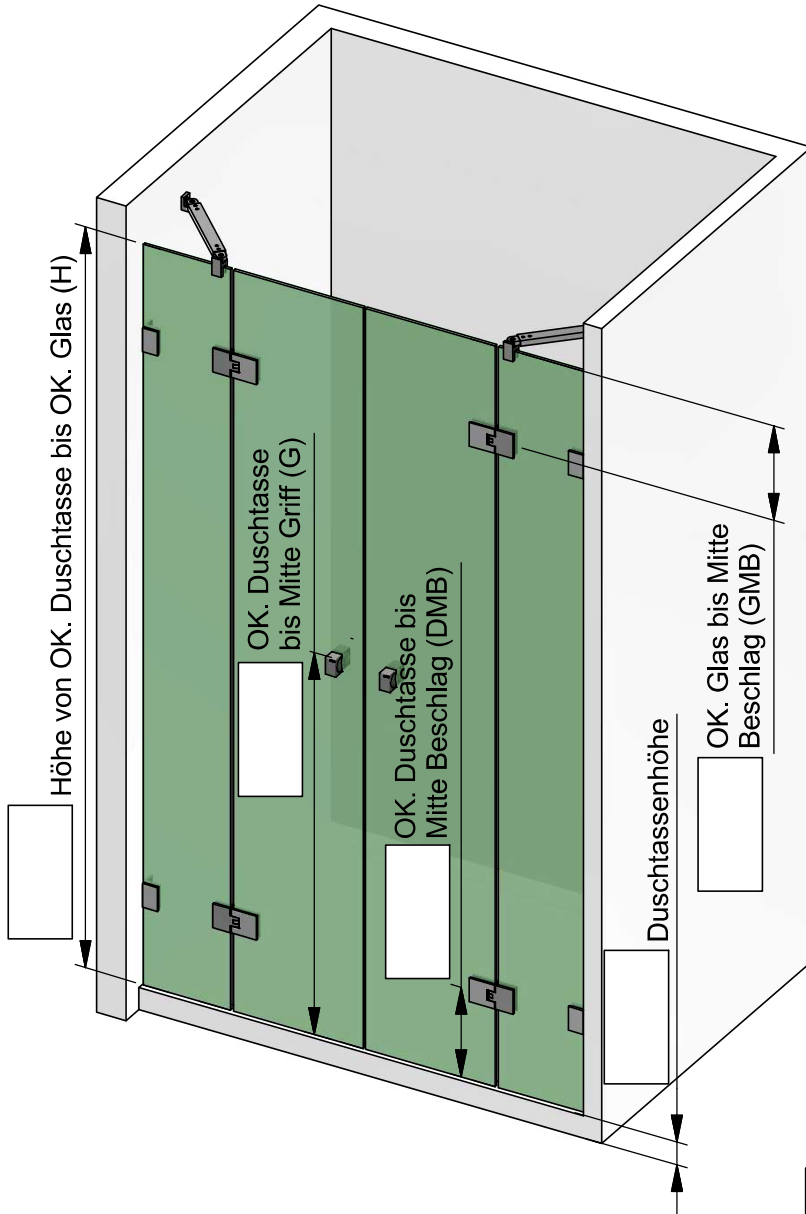 Höhe von OK. Duschtasse bis OK. Glas (H)
OK. Duschtasse
bis Mitte Griff (G)
OK. Duschtasse bis
Mitte Beschlag (DMB)
Duschtassenhöhe
OK. Glas bis Mitte
Beschlag (GMB)